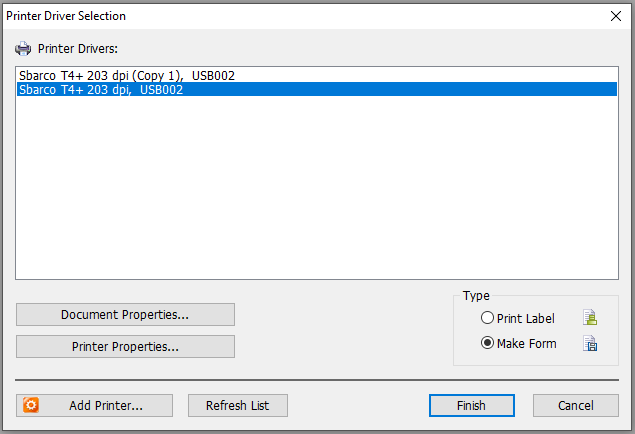 Printer Driver Selection
Printer Drivers:
Sbarco T4+ 203 dpi (Copy 1),  USB002
Sbarco T4+ 203 dpi,  USB002
Document Properties...
Printer Properties...
Type
Print Label
Make Form
Add Printer...
Refresh List
Finish
Cancel